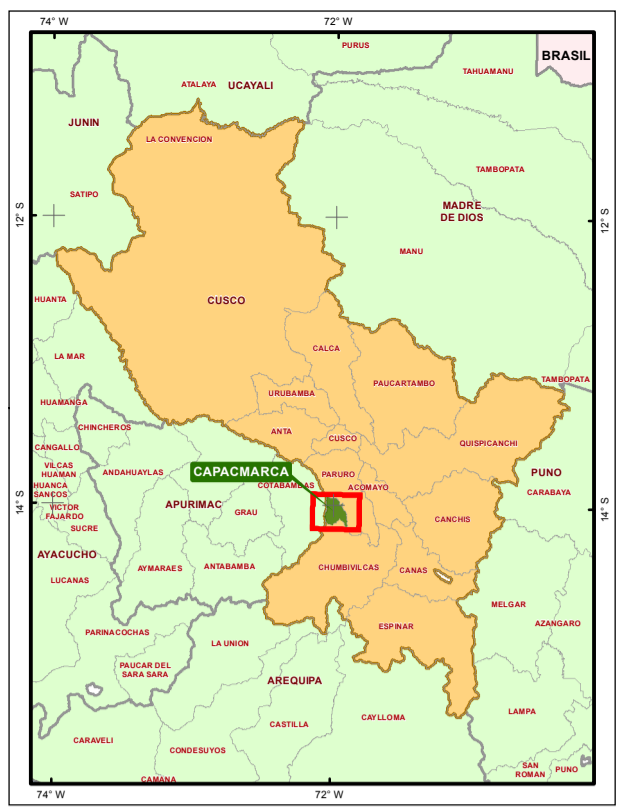 74° W
72° W
PURUS
BRASIL
TAHUAMANU
ATALAYA
UCAYALI
JUNIN
LA CONVENCION
TAMBOPATA
SATIPO
MADRE
DE DIOS
12° S
12° S
MANU
HUANTA
CUSCO
CALCA
LA MAR
PAUCARTAMBO
TAMBOPATA
URUBAMBA
HUAMANGA
CHINCHEROS
ANTA
CUSCO
QUISPICANCHI
CANGALLO
VILCAS
HUAMAN
ANDAHUAYLAS
CAPACMARCA
PARURO
ACOMAYO
COTABAMBAS
PUNO
CARABAYA
HUANCA
SANCOS
APURIMAC
GRAU
14° S
14° S
VICTOR
FAJARDO
SUCRE
CANCHIS
AYACUCHO
AYMARAES
ANTABAMBA
CHUMBIVILCAS
CANAS
LUCANAS
MELGAR
AZANGARO
PARINACOCHAS
ESPINAR
LA UNION
PAUCAR DEL
SARA SARA
AREQUIPA
CAYLLOMA
LAMPA
CASTILLA
CARAVELI
CONDESUYOS
SAN
ROMAN
PUNO
CAMANA
74° W
72° W